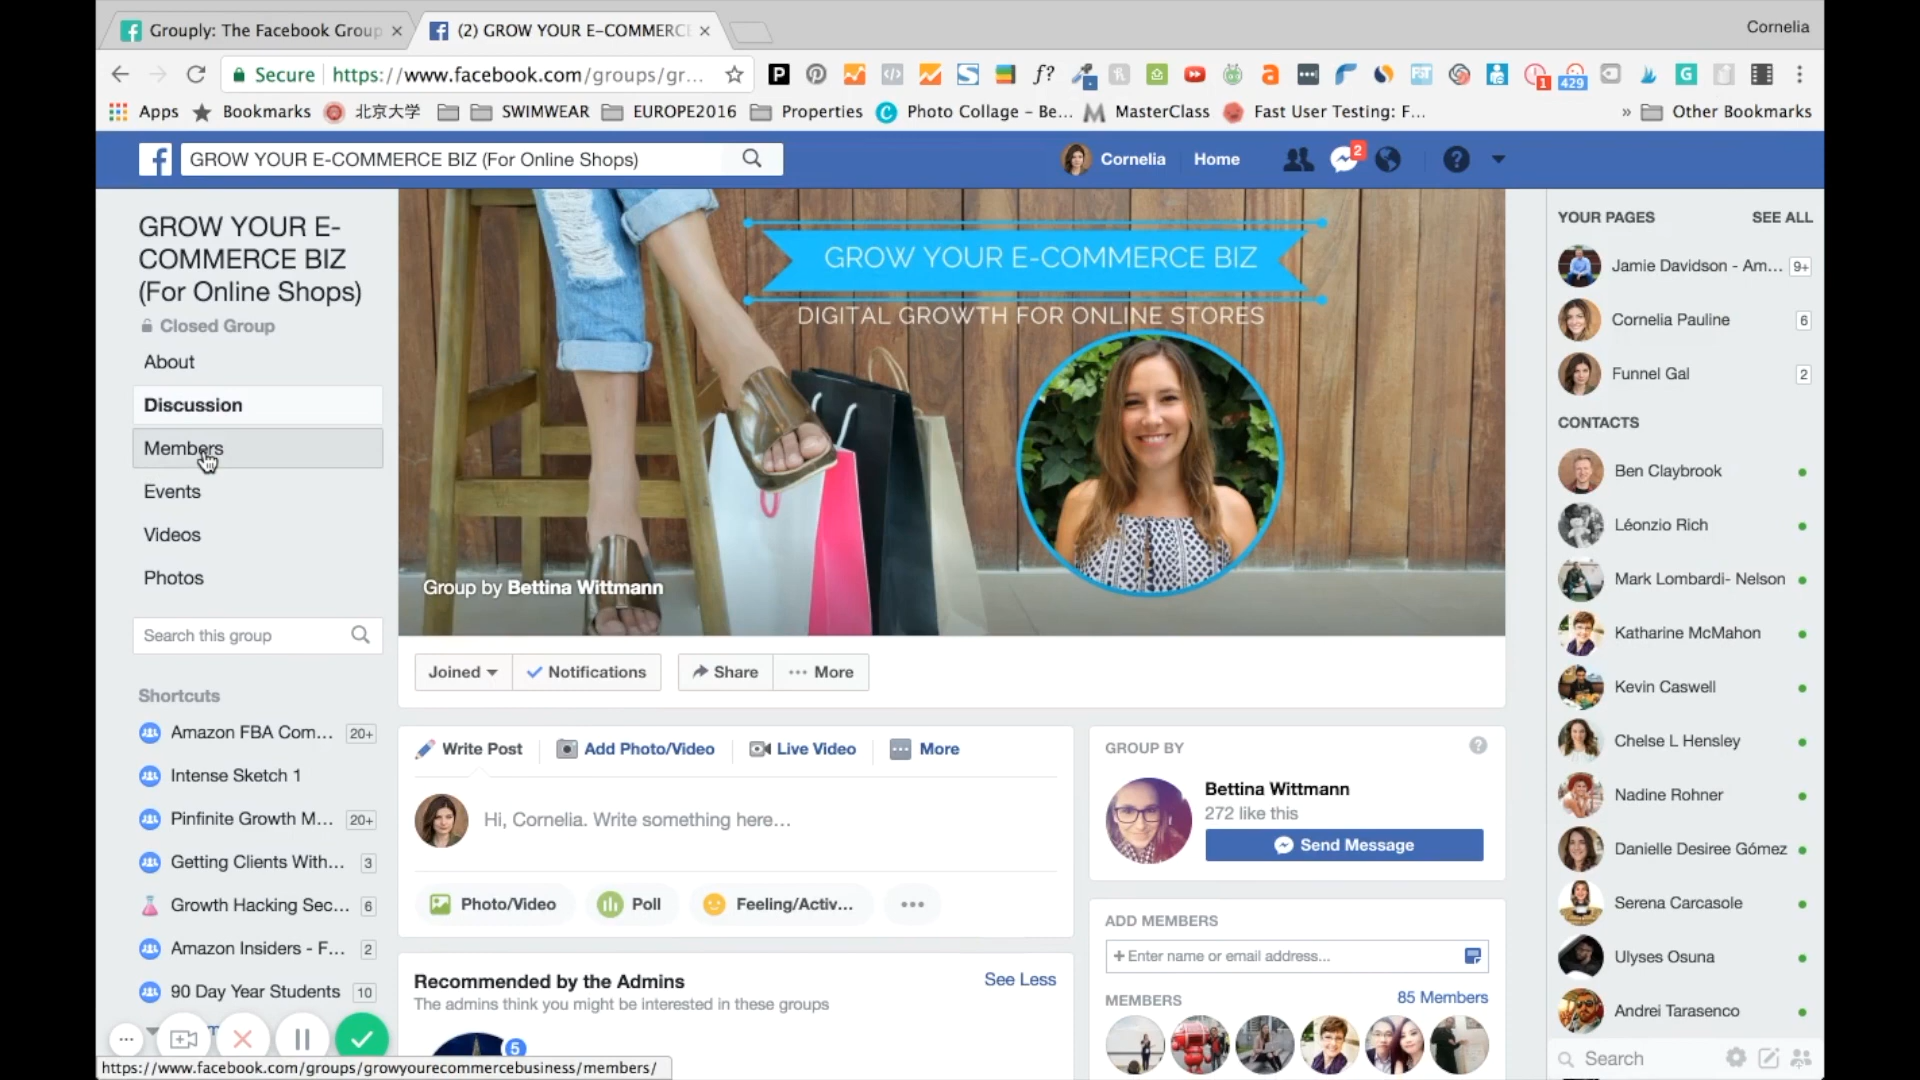 Grouply: The Facebook Group
(2) GROW YOUR E-COMMERCE
Cornelia
Secure
https://www.facebook.com/groups/gr...
P
S
f?
1
429
G
Apps
Bookmarks
北京大学
SWIMWEAR
EUROPE2016
Properties
Photo Collage – Be...
MasterClass
Fast User Testing: F...
» Other Bookmarks
GROW YOUR E-COMMERCE BIZ (For Online Shops)
Cornelia
Home
2
GROW YOUR E-
COMMERCE BIZ
(For Online Shops)
Closed Group
About
Discussion
Members
Events
Videos
Photos
Search this group
Shortcuts
Amazon FBA Com... 20+
Intense Sketch 1
Pinfinite Growth M... 20+
Getting Clients With... 3
Growth Hacking Sec... 6
Amazon Insiders - F... 2
90 Day Year Students 10
https://www.facebook.com/groups/growyourecommercebusiness/members/
GROW YOUR E-COMMERCE BIZ
DIGITAL GROWTH FOR ONLINE STORES
Group by Bettina Wittmann
Joined
Notifications
Share
More
Write Post
Add Photo/Video
Live Video
More
Hi, Cornelia. Write something here...
Photo/Video
Poll
Feeling/Activ...
Recommended by the Admins
See Less
The admins think you might be interested in these groups
5
GROUP BY
Bettina Wittmann
272 like this
Send Message
ADD MEMBERS
+ Enter name or email address...
MEMBERS
85 Members
YOUR PAGES
SEE ALL
Jamie Davidson - Am... 9+
Cornelia Pauline 6
Funnel Gal 2
CONTACTS
Ben Claybrook
Léonzio Rich
Mark Lombardi- Nelson
Katharine McMahon
Kevin Caswell
Chelse L Hensley
Nadine Rohner
Danielle Desiree Gómez
Serena Carcasole
Ulyses Osuna
Andrei Tarasenco
Search